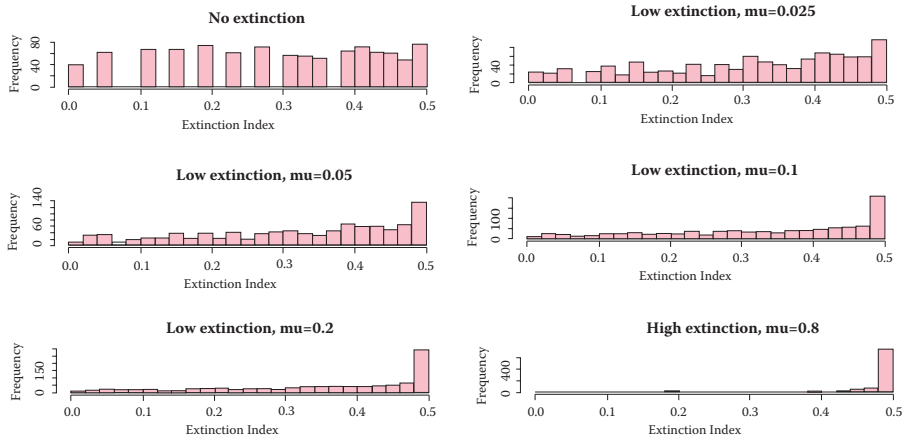 No extinction
Frequency
0 40 80
0.0 0.1 0.2 0.3 0.4 0.5
Extinction Index
Low extinction, mu=0.025
Frequency
0 40
0.0 0.1 0.2 0.3 0.4 0.5
Extinction Index
Low extinction, mu=0.05
Frequency
0 60 140
0.0 0.1 0.2 0.3 0.4 0.5
Extinction Index
Low extinction, mu=0.1
Frequency
0 100
0.0 0.1 0.2 0.3 0.4 0.5
Extinction Index
Low extinction, mu=0.2
Frequency
0 150
0.0 0.1 0.2 0.3 0.4 0.5
Extinction Index
High extinction, mu=0.8
Frequency
0 400
0.0 0.1 0.2 0.3 0.4 0.5
Extinction Index